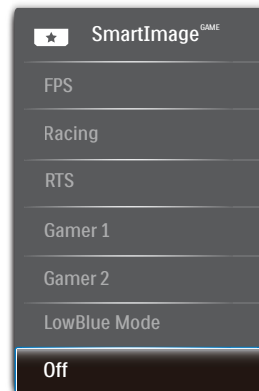 SmartImage GAME
FPS
Racing
RTS
Gamer 1
Gamer 2
LowBlue Mode
Off